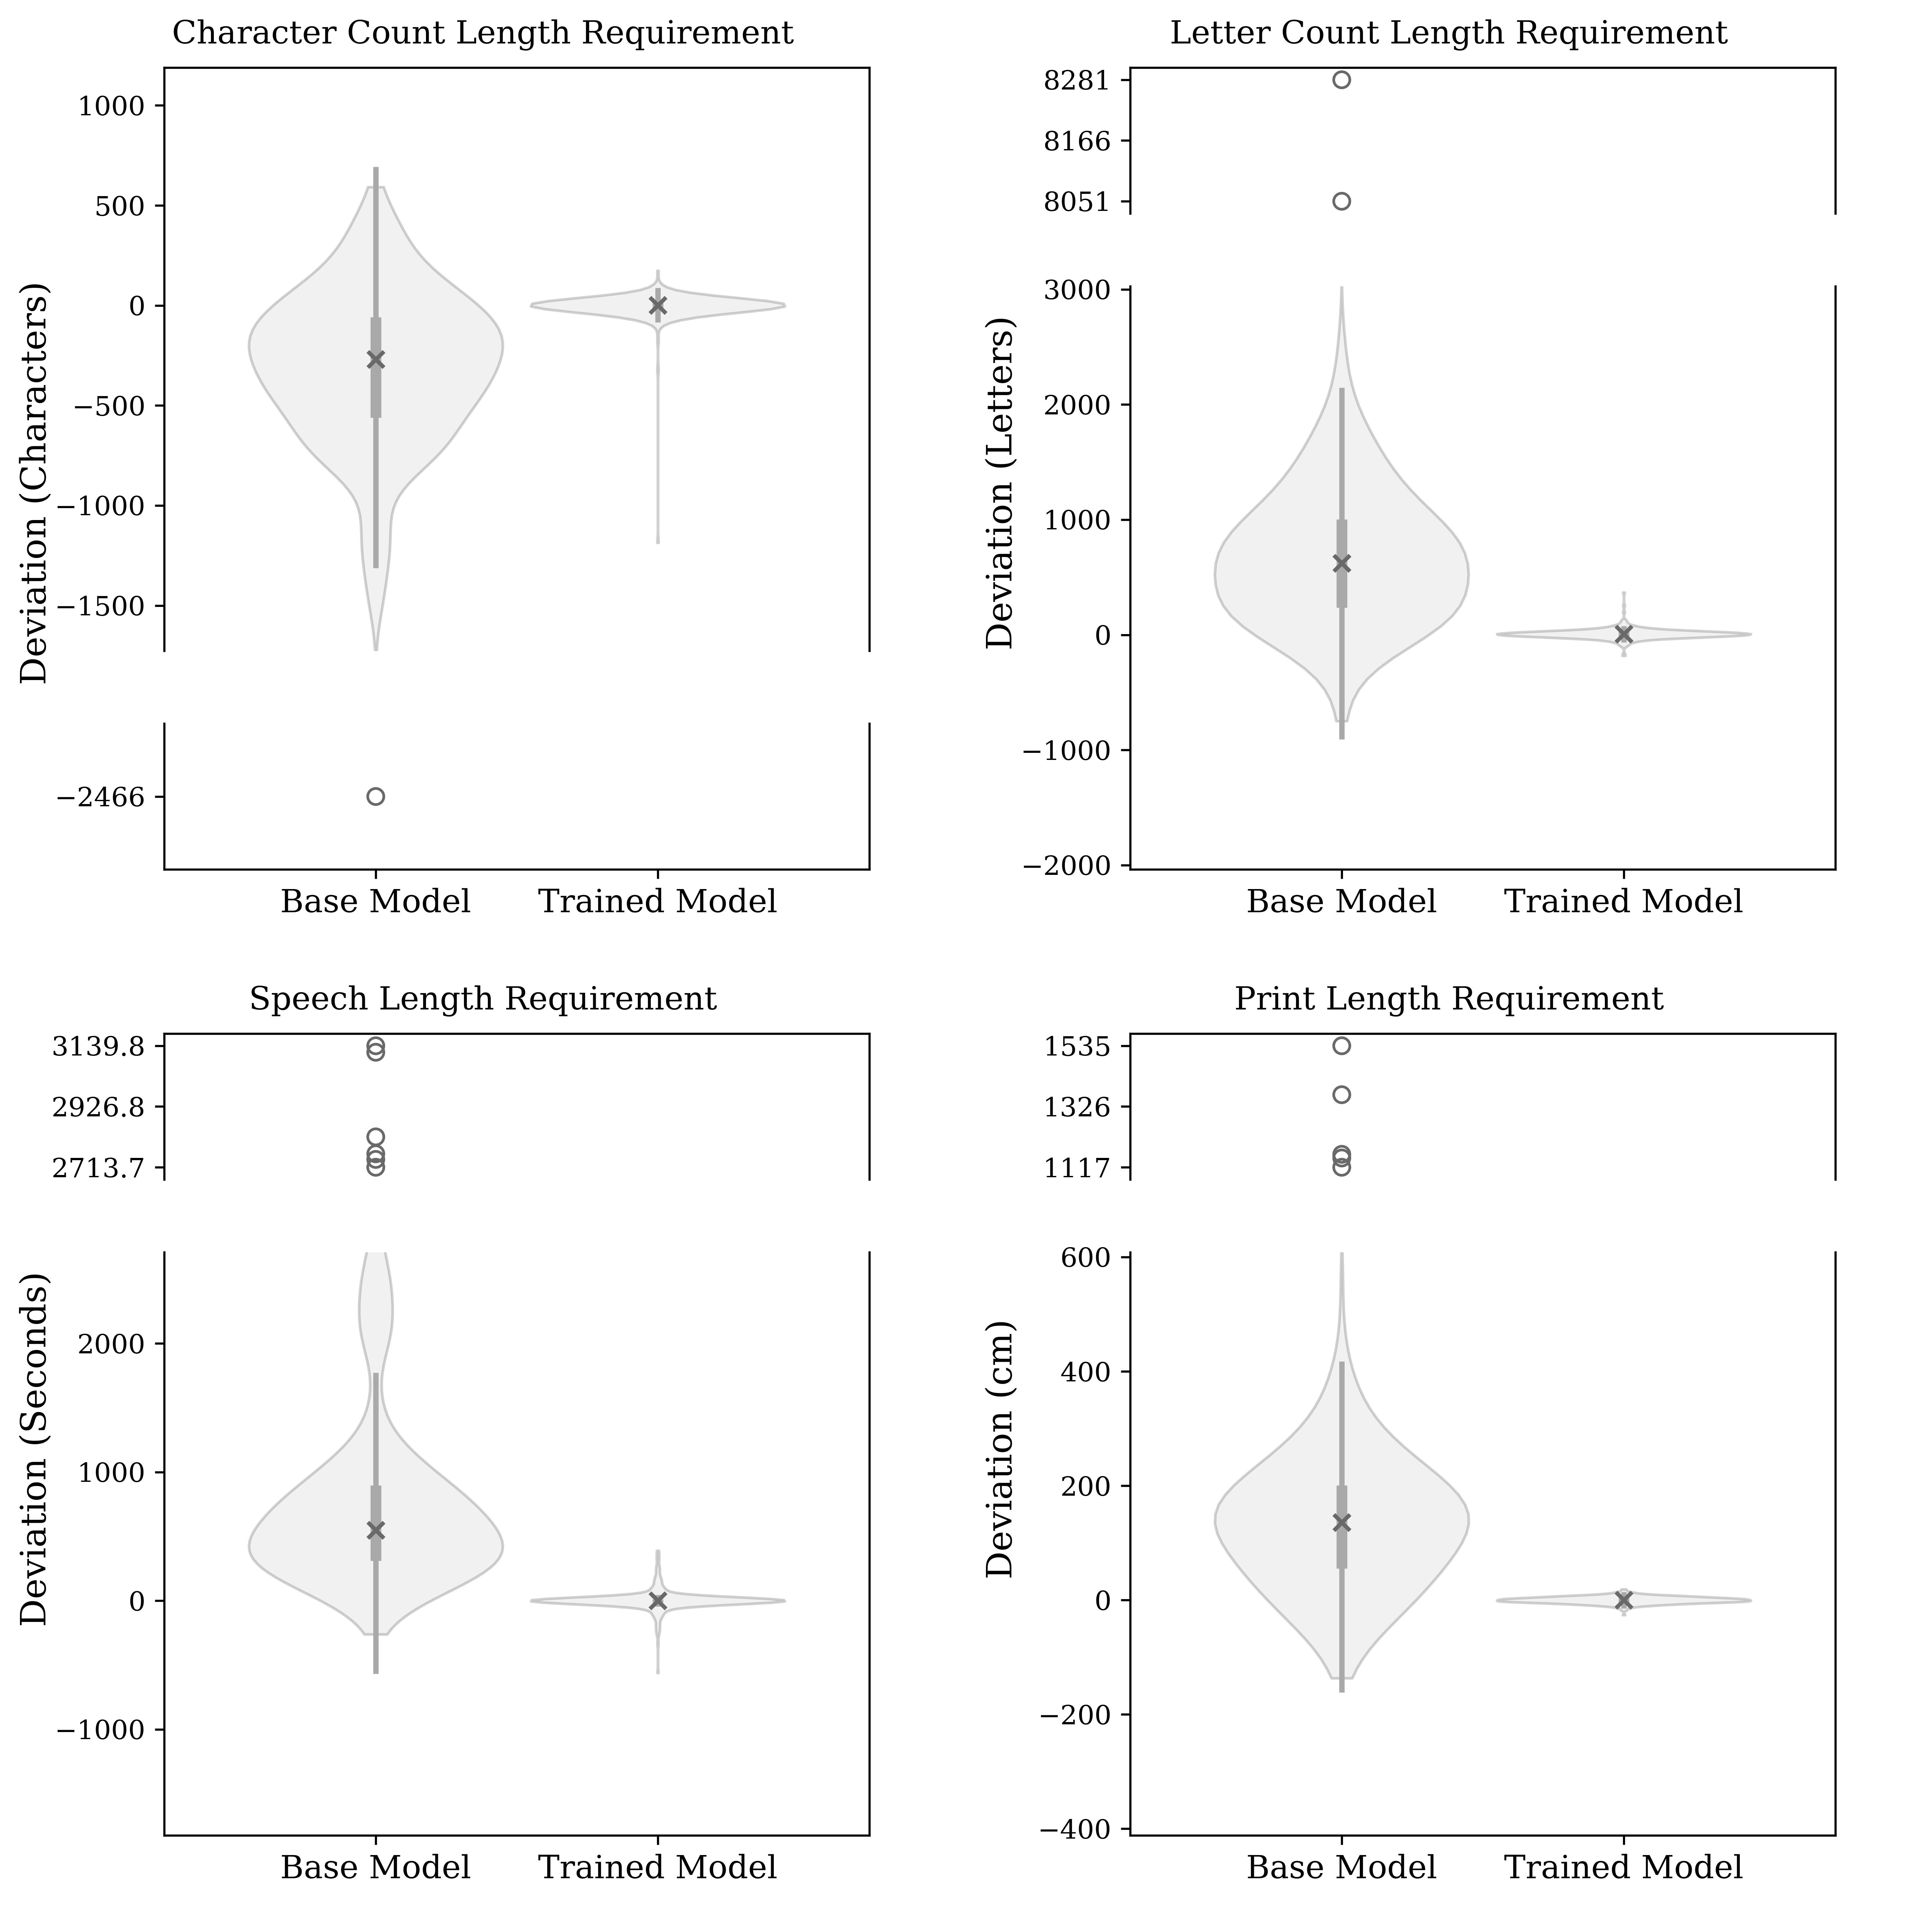 Character Count Length Requirement
Deviation (Characters)
1000
500
0
−500
−1000
−1500
−2466
Base Model
Trained Model
Letter Count Length Requirement
Deviation (Letters)
8281
8166
8051
3000
2000
1000
0
−1000
−2000
Base Model
Trained Model
Speech Length Requirement
Deviation (Seconds)
3139.8
2926.8
2713.7
2000
1000
0
−1000
Base Model
Trained Model
Print Length Requirement
Deviation (cm)
1535
1326
1117
600
400
200
0
−200
−400
Base Model
Trained Model